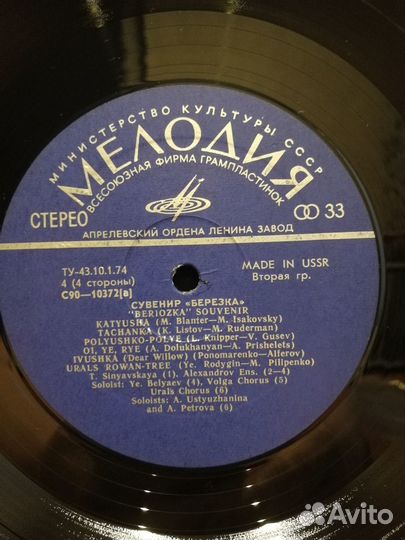 МИНИСТЕРСТВО КУЛЬТУРЫ СССР
МЕЛОДИЯ
ВСЕСОЮЗНАЯ ФИРМА ГРАМПЛАСТИНОК
СТЕРЕО
33
АПРЕЛЕВСКИЙ ОРДЕНА ЛЕНИНА ЗАВОД
ТУ-43.10.1.74
MADE IN USSR
4 (4 стороны)
Вторая гр.
С90—10372[в]
СУВЕНИР «БЕРЕЗКА»
"BERIOZKA" SOUVENIR
KATYUSHA (M. Blanter—M. Isakovsky)
TACHANKA (K. Listov—M. Ruderman)
POLYUSHKO-POLYE (L. Knipper—V. Gusev)
OI, YE, RYE (A. Dolukhanyan—A. Prishelets)
IVUSHKA (Dear Willow) (Ponomarenko—Alferov)
URALS ROWAN-TREE (Ye. Rodygin—M. Pilipenko)
T. Sinyavskaya (1). Alexandrov Ens. (2—4)
Soloist: Ye. Belyaev (4), Volga Chorus (5)
Urals Chorus (6)
Soloists: A. Ustyuzhanina
and A. Petrova (6)
Avito